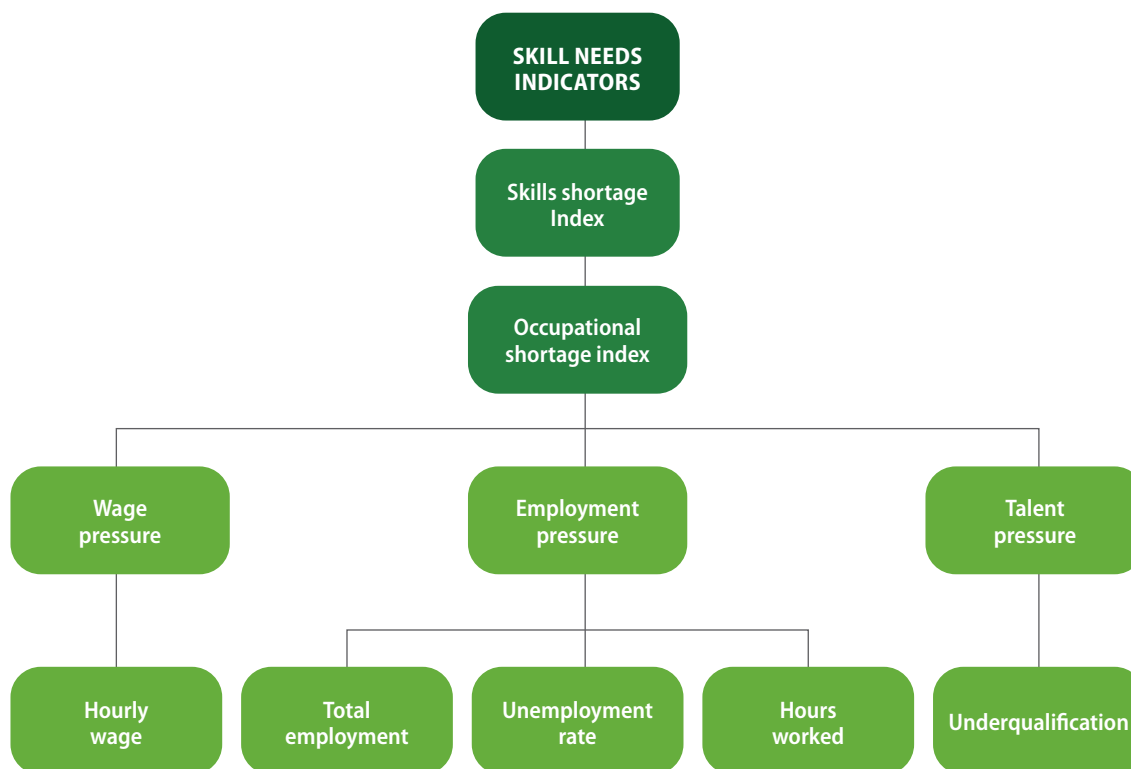 SKILL NEEDS
INDICATORS
Skills shortage
Index
Occupational
shortage index
Wage
pressure
Employment
pressure
Talent
pressure
Hourly
wage
Total
employment
Unemployment
rate
Hours
worked
Underqualification